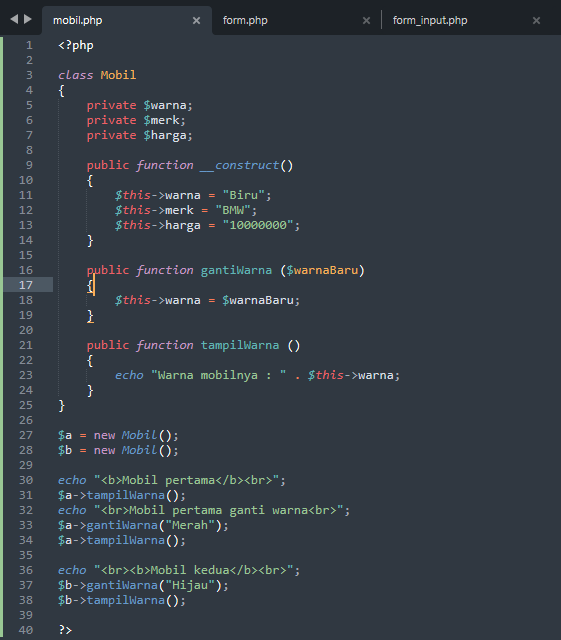 mobil.php form.php form_input.php
1 <?php
2
3 class Mobil
4 {
5 private $warna;
6 private $merk;
7 private $harga;
8
9 public function __construct()
10 {
11 $this->warna = "Biru";
12 $this->merk = "BMW";
13 $this->harga = "10000000";
14 }
15
16 public function gantiWarna ($warnaBaru)
17 {
18 $this->warna = $warnaBaru;
19 }
20
21 public function tampilWarna ()
22 {
23 echo "Warna mobilnya : " . $this->warna;
24 }
25 }
26
27 $a = new Mobil();
28 $b = new Mobil();
29
30 echo "<b>Mobil pertama</b><br>";
31 $a->tampilWarna();
32 echo "<br>Mobil pertama ganti warna<br>";
33 $a->gantiWarna("Merah");
34 $a->tampilWarna();
35
36 echo "<br><b>Mobil kedua</b><br>";
37 $b->gantiWarna("Hijau");
38 $b->tampilWarna();
39
40 ?>